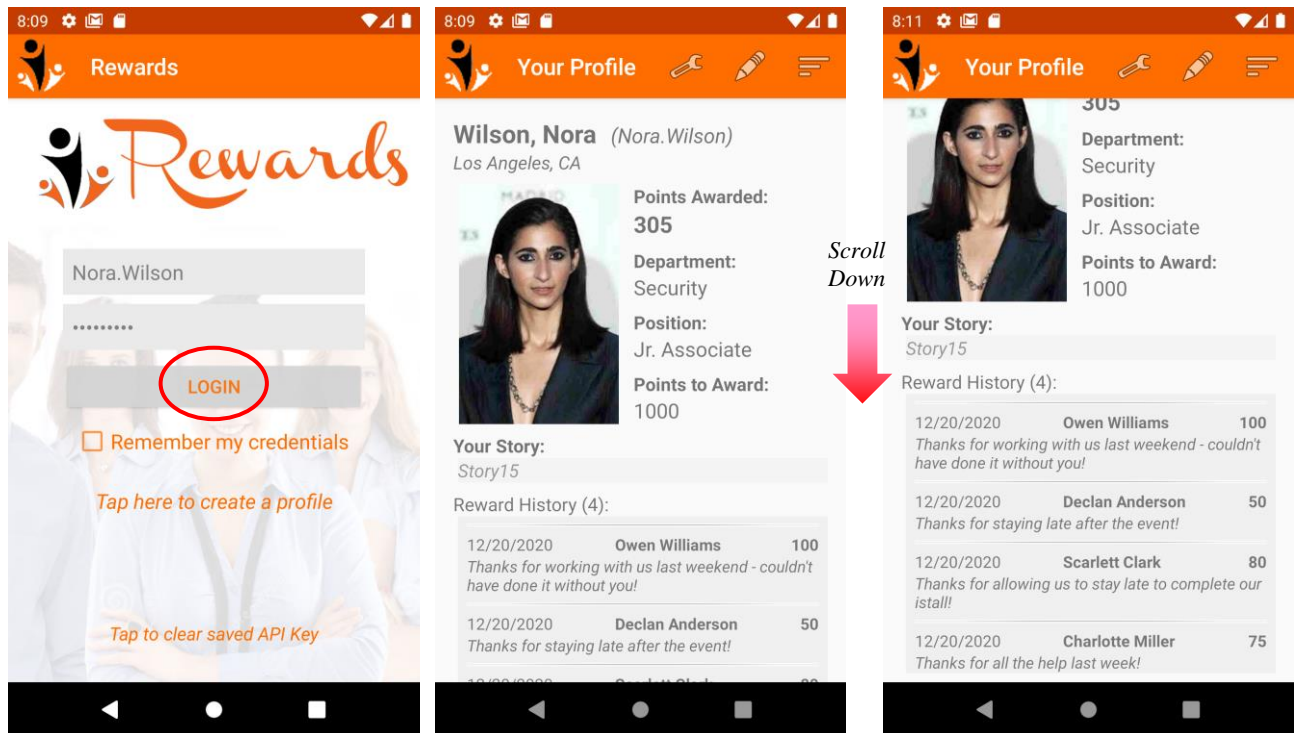 8:09
Rewards
Rewards
Nora.Wilson
•••••••••
LOGIN
Remember my credentials
Tap here to create a profile
Tap to clear saved API Key
8:09
Your Profile
Wilson, Nora (Nora.Wilson)
Los Angeles, CA
MADRID
Points Awarded:
305
Department:
Security
Position:
Jr. Associate
Points to Award:
1000
Your Story:
Story15
Reward History (4):
12/20/2020 Owen Williams 100
Thanks for working with us last weekend - couldn't
have done it without you!
12/20/2020 Declan Anderson 50
Thanks for staying late after the event!
12/20/2020 Scarlett Clark 80
Scroll
Down
8:11
Your Profile
305
Department:
Security
Position:
Jr. Associate
Points to Award:
1000
Your Story:
Story15
Reward History (4):
12/20/2020 Owen Williams 100
Thanks for working with us last weekend - couldn't
have done it without you!
12/20/2020 Declan Anderson 50
Thanks for staying late after the event!
12/20/2020 Scarlett Clark 80
Thanks for allowing us to stay late to complete our
istall!
12/20/2020 Charlotte Miller 75
Thanks for all the help last week!